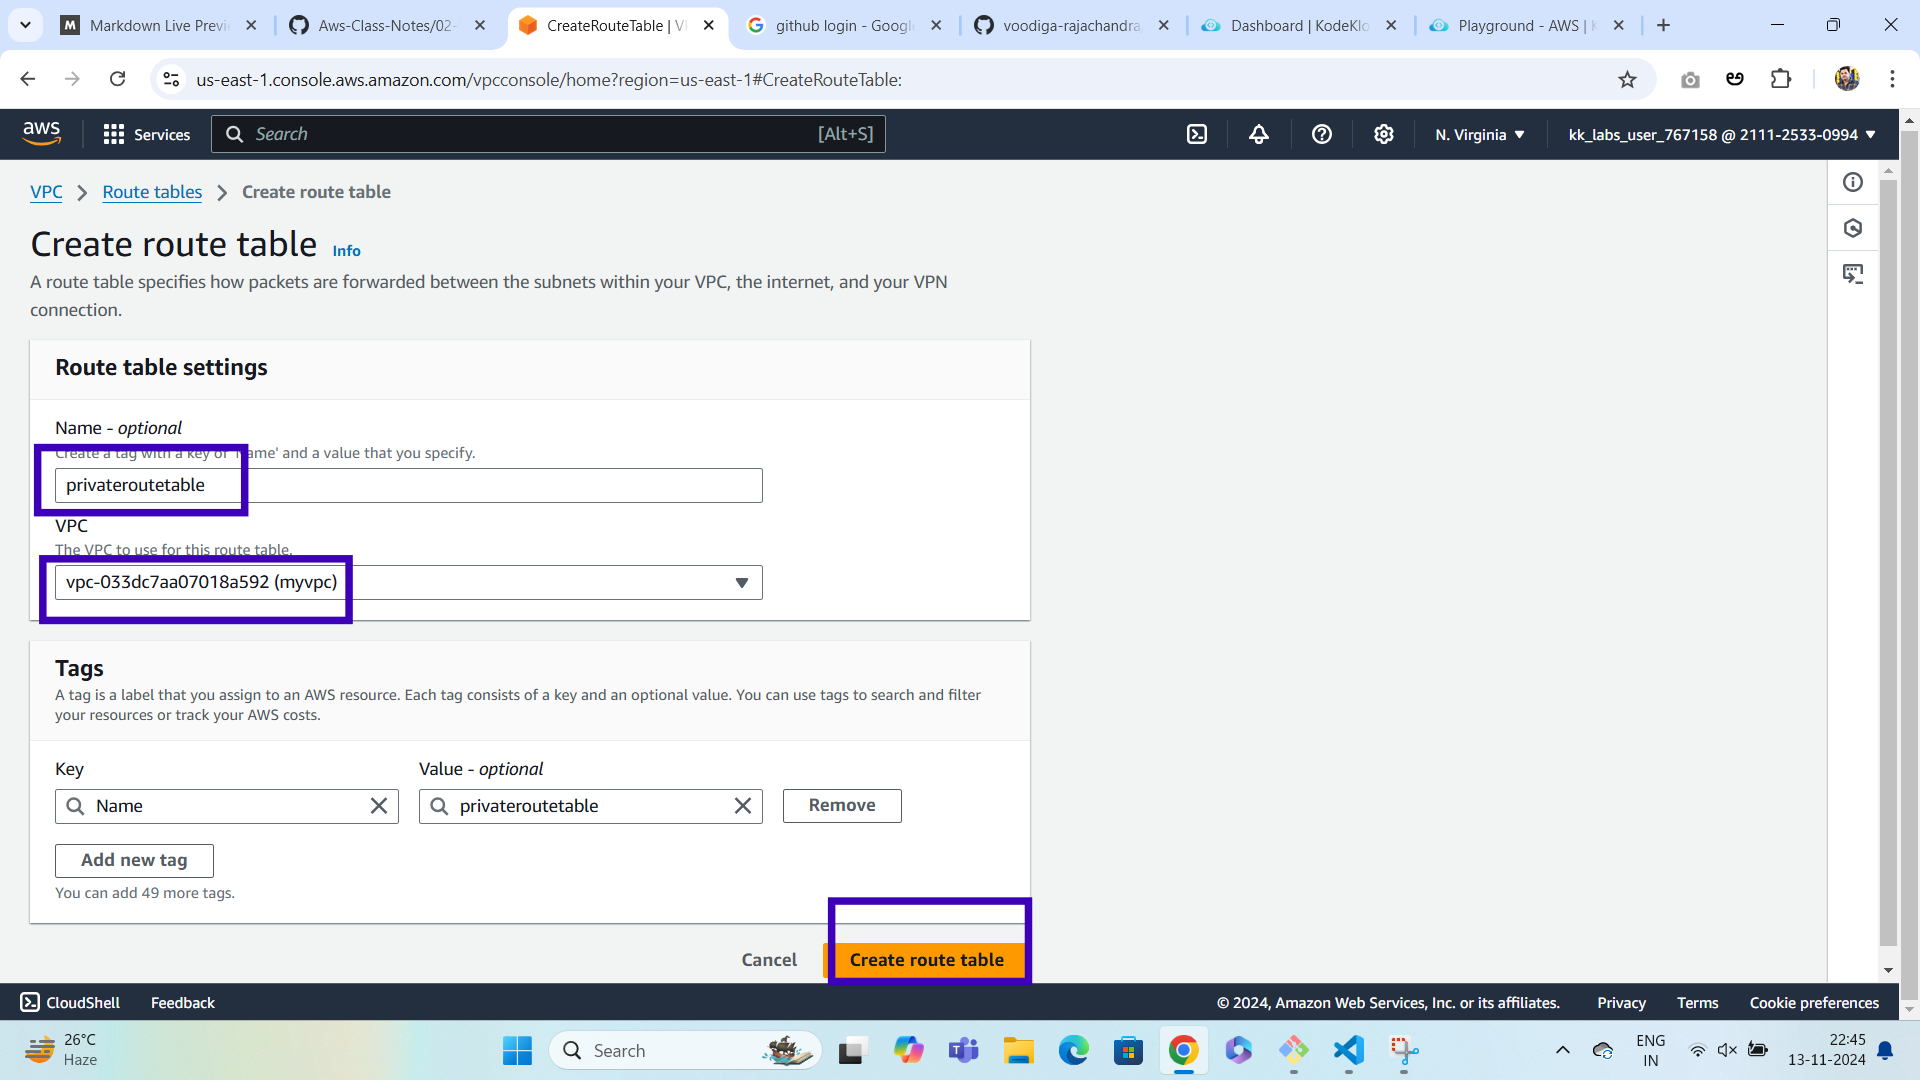 Markdown Live Previ
Aws-Class-Notes/02-
CreateRouteTable | V
github login - Google
voodiga-rajachandra
Dashboard | KodeKlo
Playground - AWS | K
us-east-1.console.aws.amazon.com/vpcconsole/home?region=us-east-1#CreateRouteTable:
aws
Services
Search
[Alt+S]
N. Virginia
kk_labs_user_767158 @ 2111-2533-0994
VPC
Route tables
Create route table
Create route table
Info
A route table specifies how packets are forwarded between the subnets within your VPC, the internet, and your VPN
connection.
Route table settings
Name - optional
Create a tag with a key of 'Name' and a value that you specify.
privateroutetable
VPC
The VPC to use for this route table.
vpc-033dc7aa07018a592 (myvpc)
Tags
A tag is a label that you assign to an AWS resource. Each tag consists of a key and an optional value. You can use tags to search and filter
your resources or track your AWS costs.
Key
Value - optional
Name
privateroutetable
Remove
Add new tag
You can add 49 more tags.
Cancel
Create route table
CloudShell
Feedback
© 2024, Amazon Web Services, Inc. or its affiliates.
Privacy
Terms
Cookie preferences
26°C
Haze
Search
ENG
IN
22:45
13-11-2024